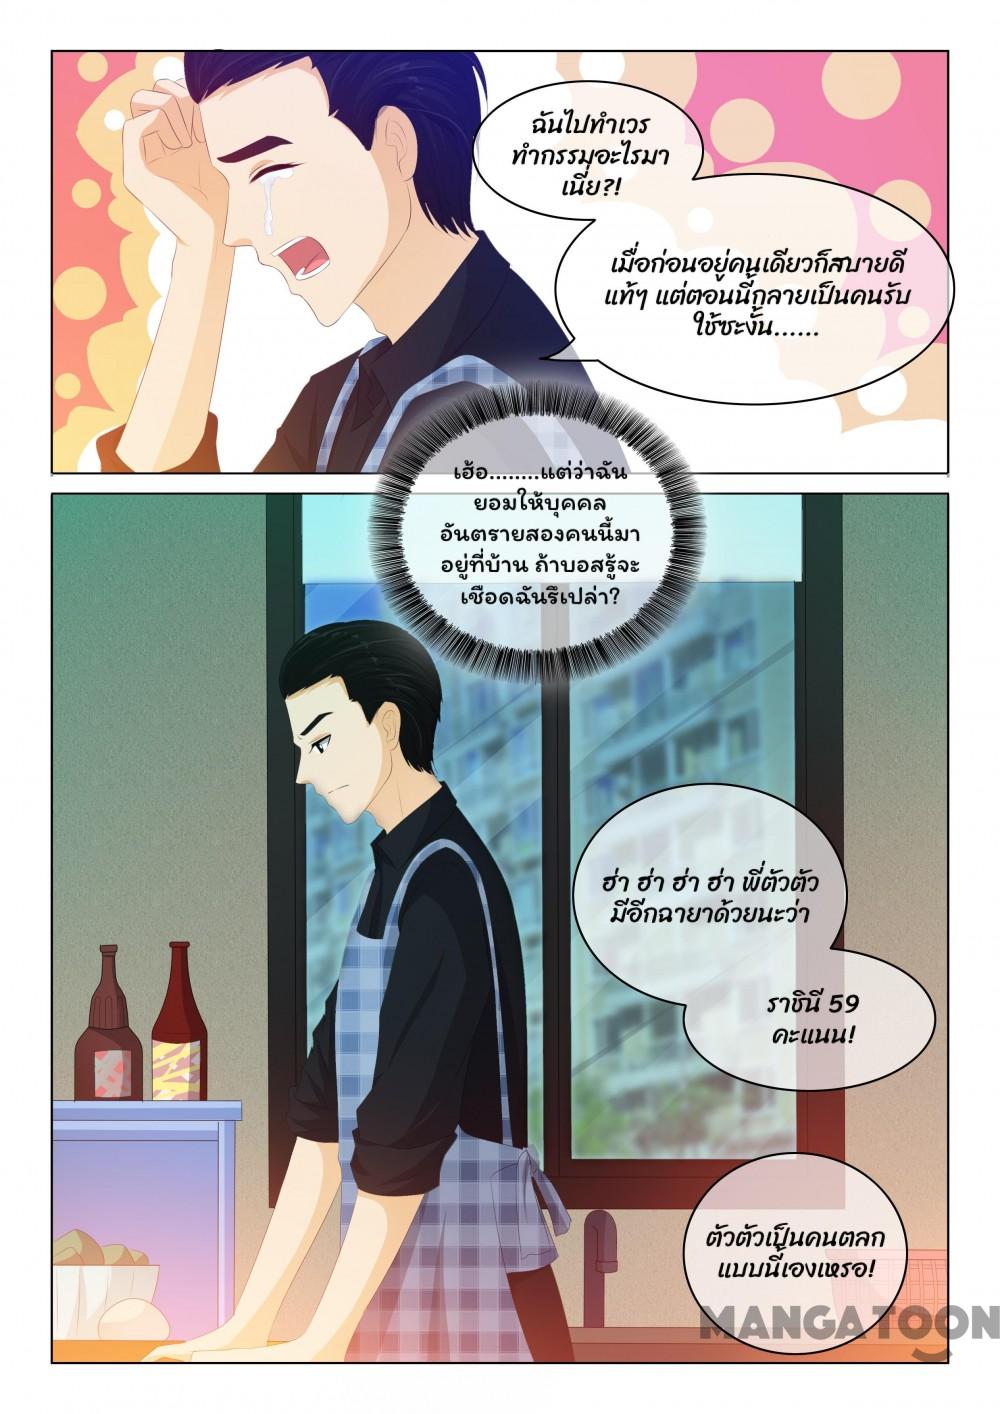 ฉันไปทำเวร
ทำกรรมอะไรมา
เนี่ย?!
เมื่อก่อนอยู่คนเดียวก็สบายดี
แท้ๆ แต่ตอนนี้กลายเป็นคนรับ
ใช้ซะงั้น......
เฮ้อ........แต่ว่าฉัน
ยอมให้บุคคล
อันตรายสองคนนี้มา
อยู่ที่บ้าน ถ้าบอสรู้จะ
เชือดฉันรึเปล่า?
ฮ่า ฮ่า ฮ่า ฮ่า พี่ตัวตัว
มีอีกฉายาด้วยนะว่า
ราชินี 59
คะแนน!
ตัวตัวเป็นคนตลก
แบบนี้เองเหรอ!
MANGATOON